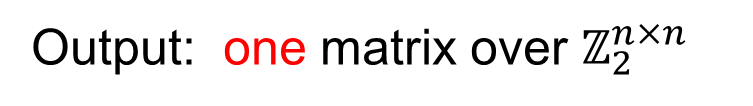 Output: one matrix over ℤ₂ⁿˣⁿ